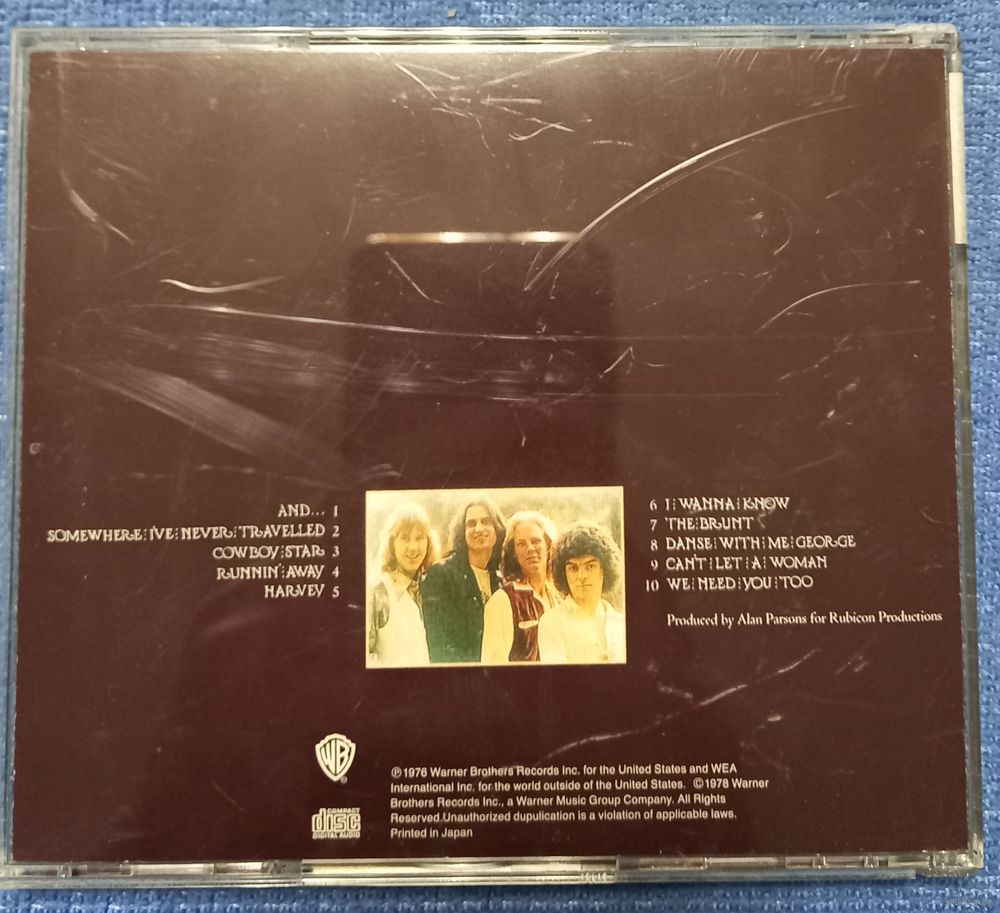 AND... 1
SOMEWHERE I'VE NEVER TRAVELLED 2
COWBOY STAR 3
RUNNIN' AWAY 4
HARVEY 5
6 I WANNA KNOW
7 THE BRUNT
8 DANSE WITH ME GEORGE
9 CAN'T LET A WOMAN
10 WE NEED YOU TOO
Produced by Alan Parsons for Rubicon Productions
WB
COMPACT
disc
DIGITAL AUDIO
℗1976 Warner Brothers Records Inc. for the United States and WEA
International Inc. for the world outside of the United States. ©1976 Warner
Brothers Records Inc., a Warner Music Group Company. All Rights
Reserved.Unauthorized dupulication is a violation of applicable laws.
Printed in Japan